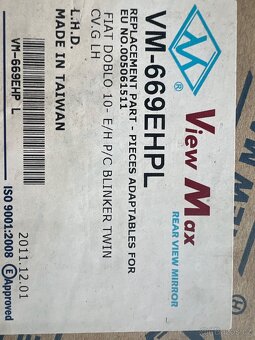 View Max
REAR VIEW MIRROR
VM-669EHPL
REPLACEMENT PART - PIECES ADAPTABLES FOR
EU NO.005061511
FIAT DOBLO 10- E/H P/C BLINKER TWIN
CV.G LH
L.H.D.
MADE IN TAIWAN
VM-669EHP L
ISO 9001:2008
E Approved
2011.12.01